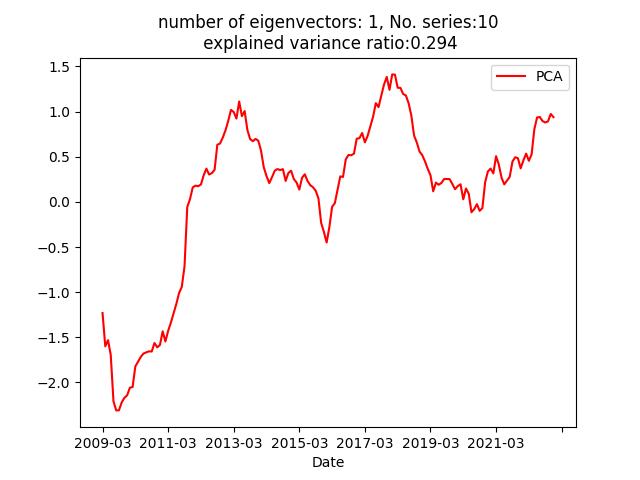 number of eigenvectors: 1, No. series:10
explained variance ratio:0.294
PCA
1.5
1.0
0.5
0.0
−0.5
−1.0
−1.5
−2.0
2009-03 2011-03 2013-03 2015-03 2017-03 2019-03 2021-03
Date